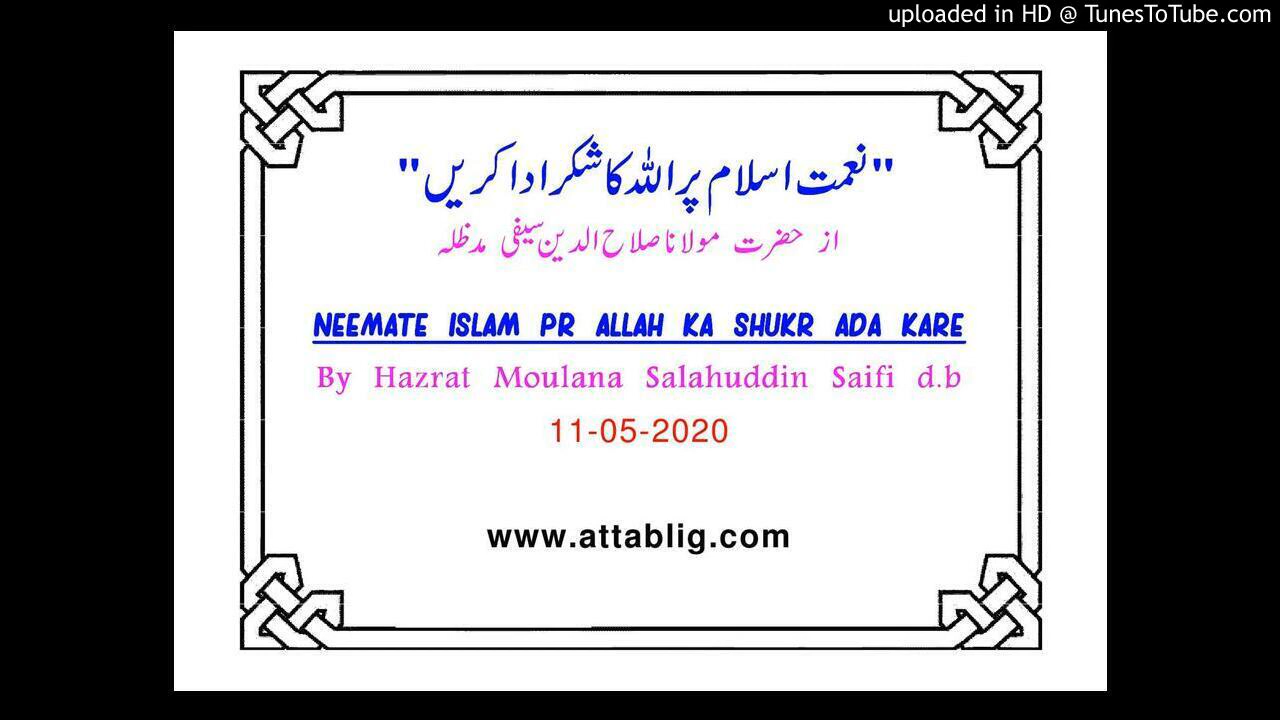 uploaded in HD @ TunesToTube.com
"نعمت اسلام پر اللہ کا شکر ادا کریں"
از حضرت مولانا صلاح الدین سیفی مدظلہ
NEEMATE ISLAM PR ALLAH KA SHUKR ADA KARE
By Hazrat Moulana Salahuddin Saifi d.b
11-05-2020
www.attablig.com